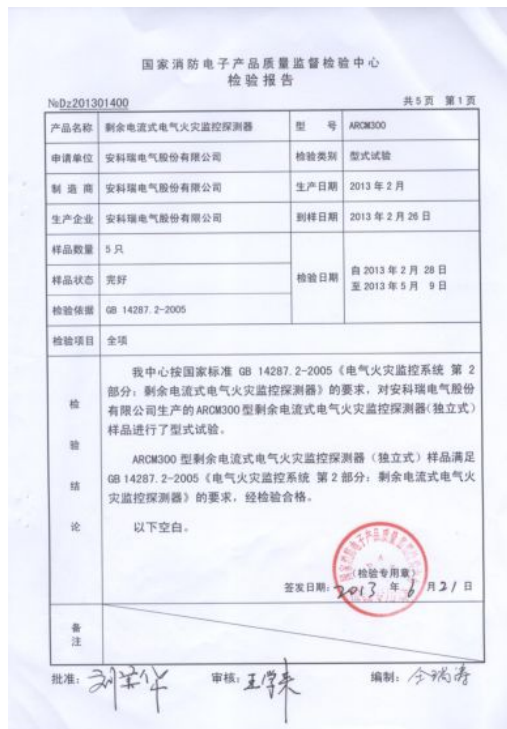 国家消防电子产品质量监督检验中心
检验报告
№Dz201301400 共5页 第1页
产品名称 剩余电流式电气火灾监控探测器 型号 ARCM300
申请单位 安科瑞电气股份有限公司 检验类别 型式试验
制造商 安科瑞电气股份有限公司 生产日期 2013年2月
生产企业 安科瑞电气股份有限公司 到样日期 2013年2月26日
样品数量 5只
样品状态 完好 检验日期 自2013年2月28日
至2013年5月 9日
检验依据 GB 14287.2-2005
检验项目 全项
检验结论
我中心按国家标准 GB 14287.2-2005《电气火灾监控系统 第2
部分：剩余电流式电气火灾监控探测器》的要求，对安科瑞电气股份
有限公司生产的ARCM300型剩余电流式电气火灾监控探测器(独立式)
样品进行了型式试验。
ARCM300型剩余电流式电气火灾监控探测器（独立式）样品满足
GB 14287.2-2005《电气火灾监控系统 第2部分：剩余电流式电气火
灾监控探测器》的要求，经检验合格。
以下空白。
(检验专用章)
签发日期：2013年6月21日
备注
批准： 审核：王学来 编制：仝瑞涛